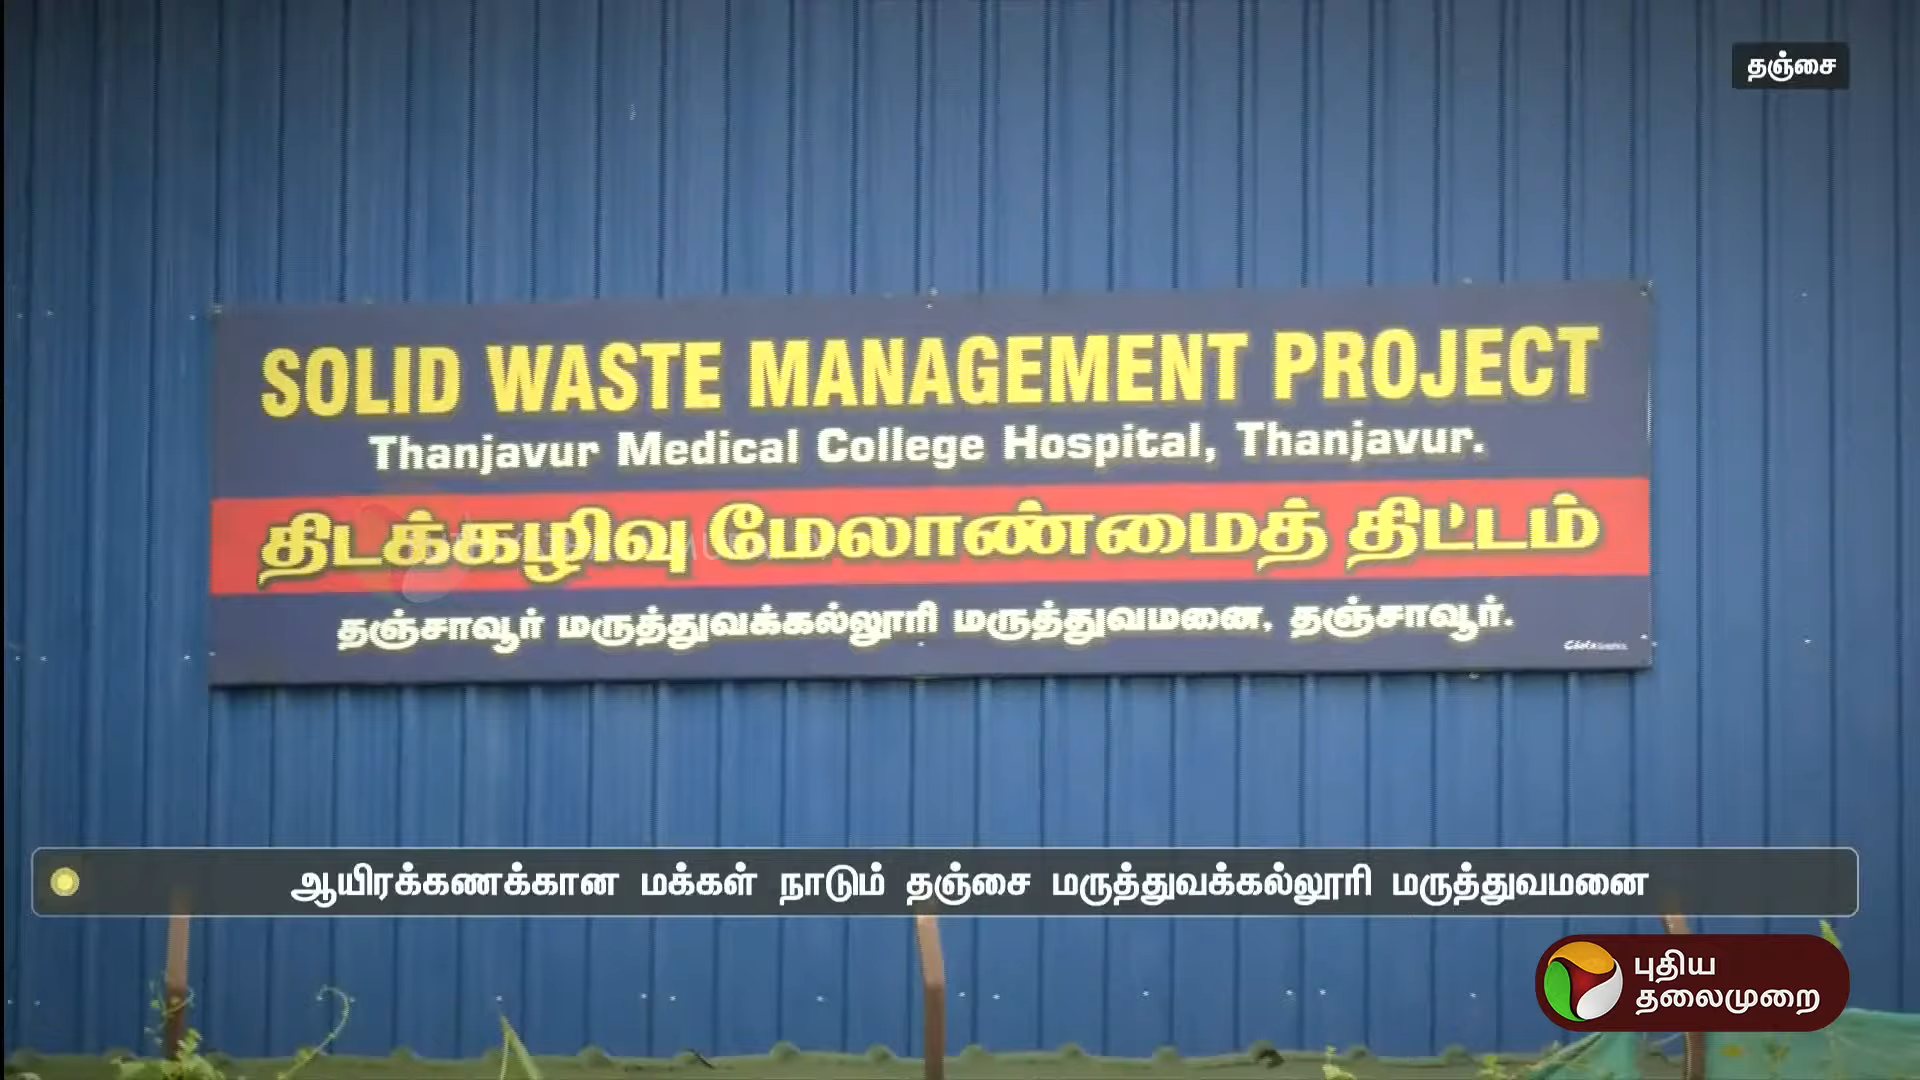 தஞ்சை
SOLID WASTE MANAGEMENT PROJECT
Thanjavur Medical College Hospital, Thanjavur.
திடக்கழிவு மேலாண்மைத் திட்டம்
தஞ்சாவூர் மருத்துவக்கல்லூரி மருத்துவமனை, தஞ்சாவூர்.
ஆயிரக்கணக்கான மக்கள் நாடும் தஞ்சை மருத்துவக்கல்லூரி மருத்துவமனை
புதிய
தலைமுறை